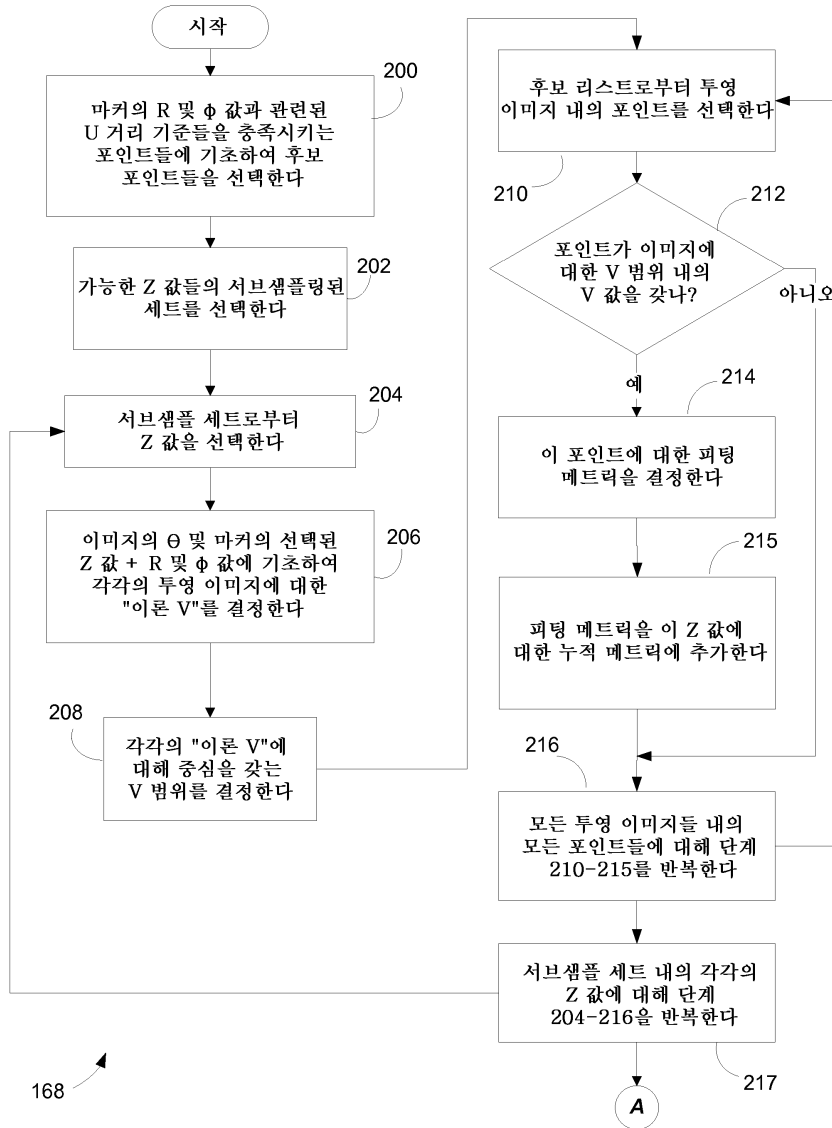 시작
200
마커의 R 및 ϕ 값과 관련된
U 거리 기준들을 충족시키는
포인트들에 기초하여 후보
포인트들을 선택한다
202
가능한 Z 값들의 서브샘플링된
세트를 선택한다
204
서브샘플 세트로부터
Z 값을 선택한다
206
이미지의 Θ 및 마커의 선택된
Z 값 + R 및 ϕ 값에 기초하여
각각의 투영 이미지에 대한
"이론 V"를 결정한다
208
각각의 "이론 V"에
대해 중심을 갖는
V 범위를 결정한다
후보 리스트로부터 투영
이미지 내의 포인트를 선택한다
210
212
포인트가 이미지에
대한 V 범위 내의
V 값을 갖나?
아니오
예
214
이 포인트에 대한 피팅
메트릭을 결정한다
215
피팅 메트릭을 이 Z 값에
대한 누적 메트릭에 추가한다
216
모든 투영 이미지들 내의
모든 포인트들에 대해 단계
210-215를 반복한다
서브샘플 세트 내의 각각의
Z 값에 대해 단계
204-216을 반복한다
217
168
A